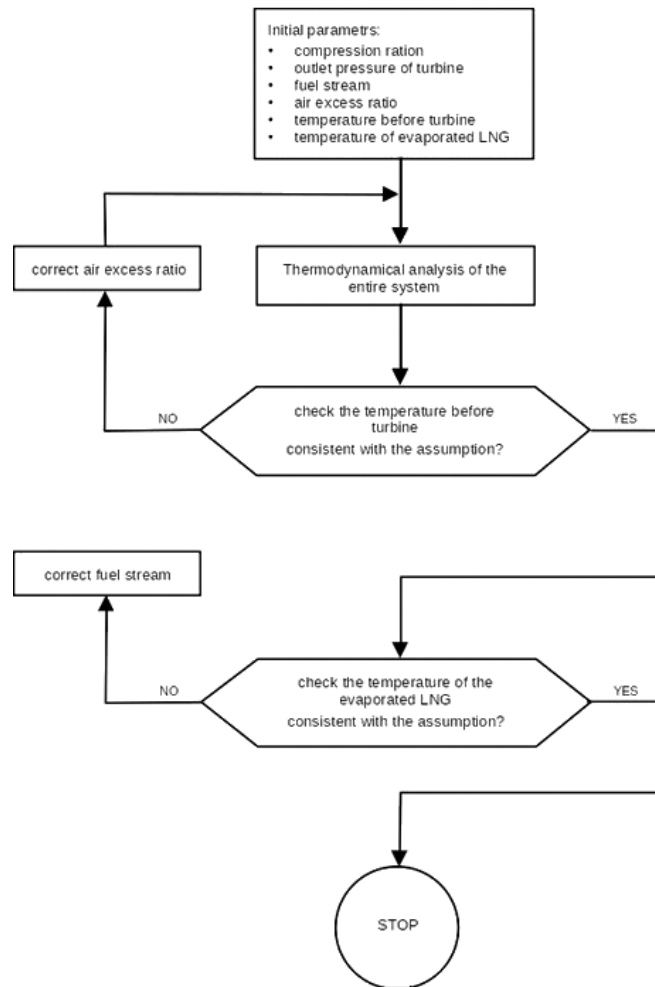 Initial parametrs:
• compression ration
• outlet pressure of turbine
• fuel stream
• air excess ratio
• temperature before turbine
• temperature of evaporated LNG
correct air excess ratio
Thermodynamical analysis of the
entire system
NO
check the temperature before
turbine
consistent with the assumption?
YES
correct fuel stream
NO
check the temperature of the
evaporated LNG
consistent with the assumption?
YES
STOP